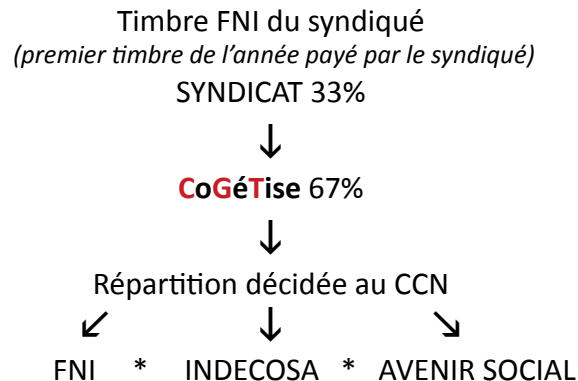 Timbre FNI du syndiqué
(premier timbre de l’année payé par le syndiqué)
SYNDICAT 33%
↓
CoGéTise 67%
↓
Répartition décidée au CCN
↙ ↓ ↘
FNI * INDECOSA * AVENIR SOCIAL